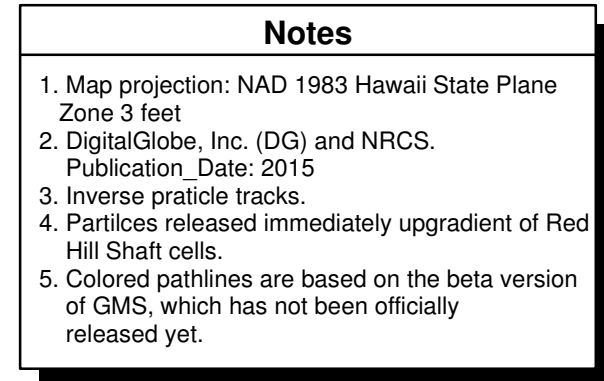 Notes
1. Map projection: NAD 1983 Hawaii State Plane
Zone 3 feet
2. DigitalGlobe, Inc. (DG) and NRCS.
Publication_Date: 2015
3. Inverse praticle tracks.
4. Partilces released immediately upgradient of Red
Hill Shaft cells.
5. Colored pathlines are based on the beta version
of GMS, which has not been officially
released yet.